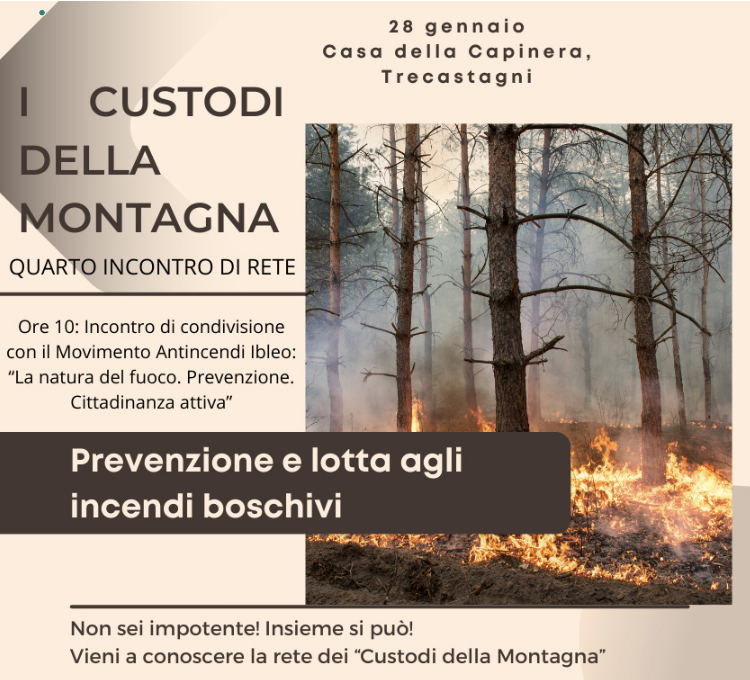 28 gennaio
Casa della Capinera,
Trecastagni
I CUSTODI
DELLA
MONTAGNA
QUARTO INCONTRO DI RETE
Ore 10: Incontro di condivisione
con il Movimento Antincendi Ibleo:
“La natura del fuoco. Prevenzione.
Cittadinanza attiva”
Prevenzione e lotta agli
incendi boschivi
Non sei impotente! Insieme si può!
Vieni a conoscere la rete dei “Custodi della Montagna”